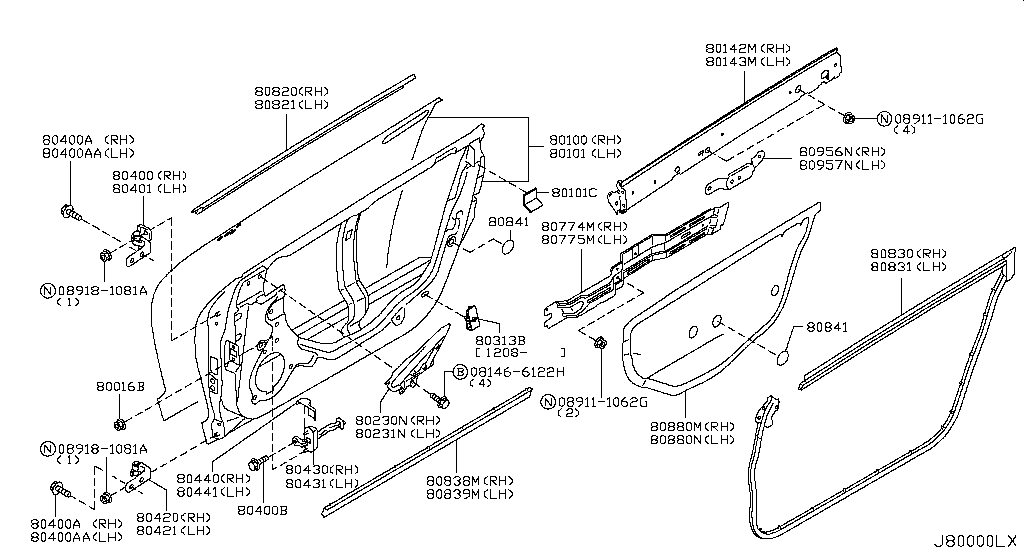 80142M(RH)
80143M(LH)
80820(RH)
80821(LH)
N08911-1062G
(4)
80400A (RH)
80400AA(LH)
80100(RH)
80101(LH)
80956N(RH)
80957N(LH)
80400(RH)
80401(LH)
80101C
80841
80774M(RH)
80775M(LH)
80830(RH)
80831(LH)
N08918-1081A
(1)
80841
80313B
[1208- ]
80016B
B08146-6122H
(4)
N08911-1062G
(2)
80230N(RH)
80231N(LH)
80880M(RH)
80880N(LH)
N08918-1081A
(1)
80440(RH)
80441(LH)
80430(RH)
80431(LH)
80838M(RH)
80839M(LH)
80400B
80420(RH)
80421(LH)
80400A (RH)
80400AA(LH)
J80000LX